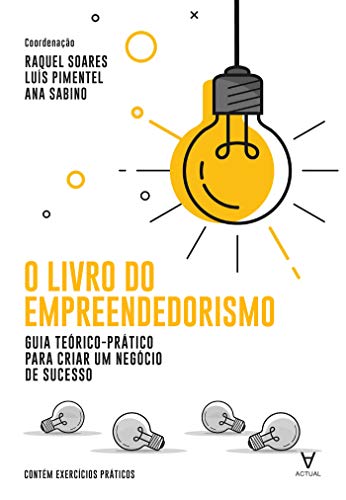 Coordenação
RAQUEL SOARES
LUÍS PIMENTEL
ANA SABINO
O LIVRO DO
EMPREENDEDORISMO
GUIA TEÓRICO-PRÁTICO
PARA CRIAR UM NEGÓCIO
DE SUCESSO
CONTÉM EXERCÍCIOS PRÁTICOS
ACTUAL